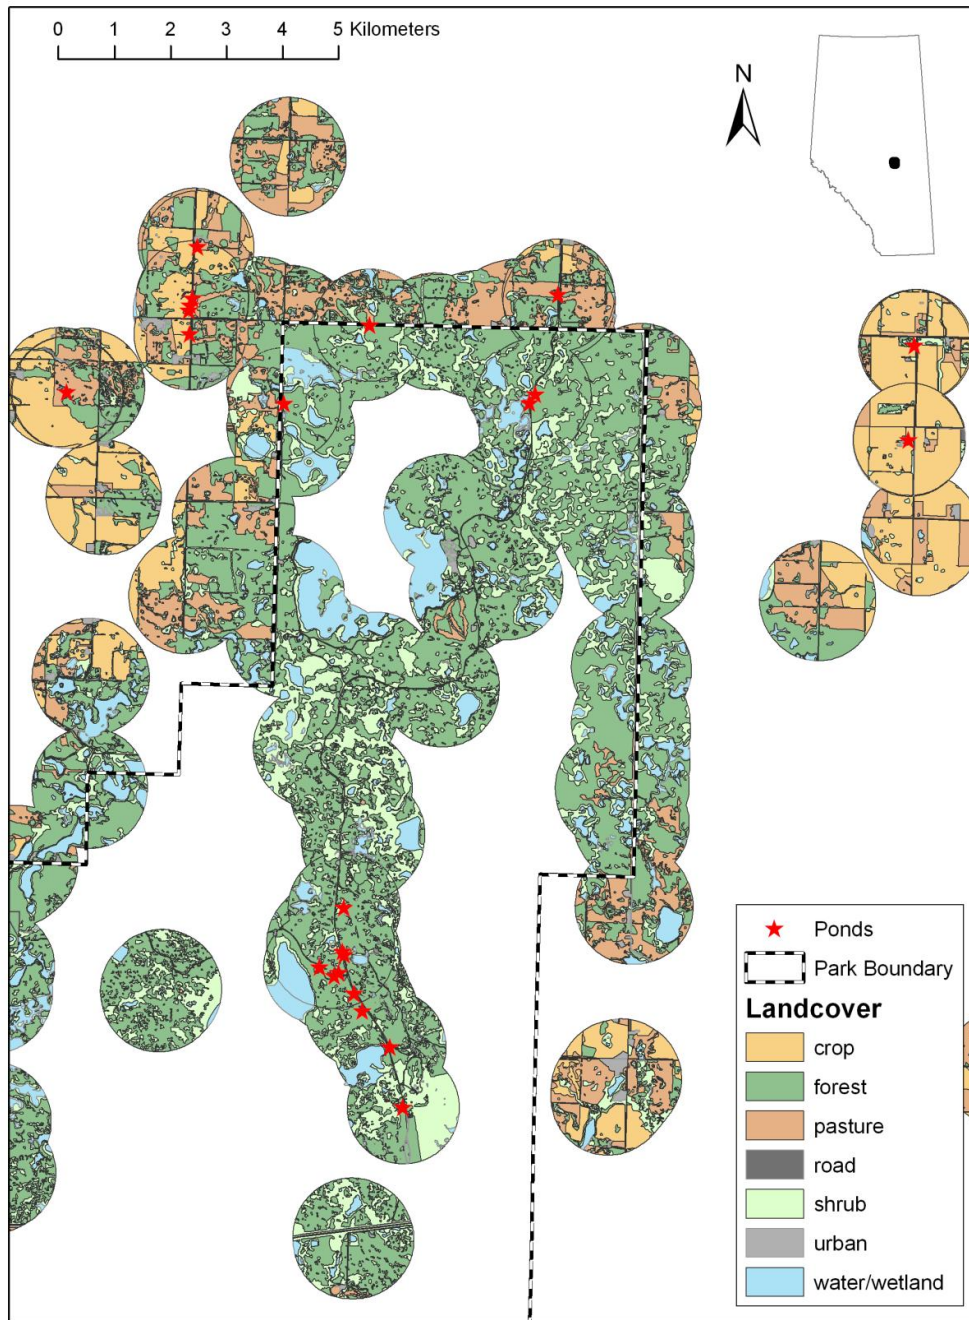 0 1 2 3 4 5 Kilometers
N
Ponds
Park Boundary
Landcover
crop
forest
pasture
road
shrub
urban
water/wetland